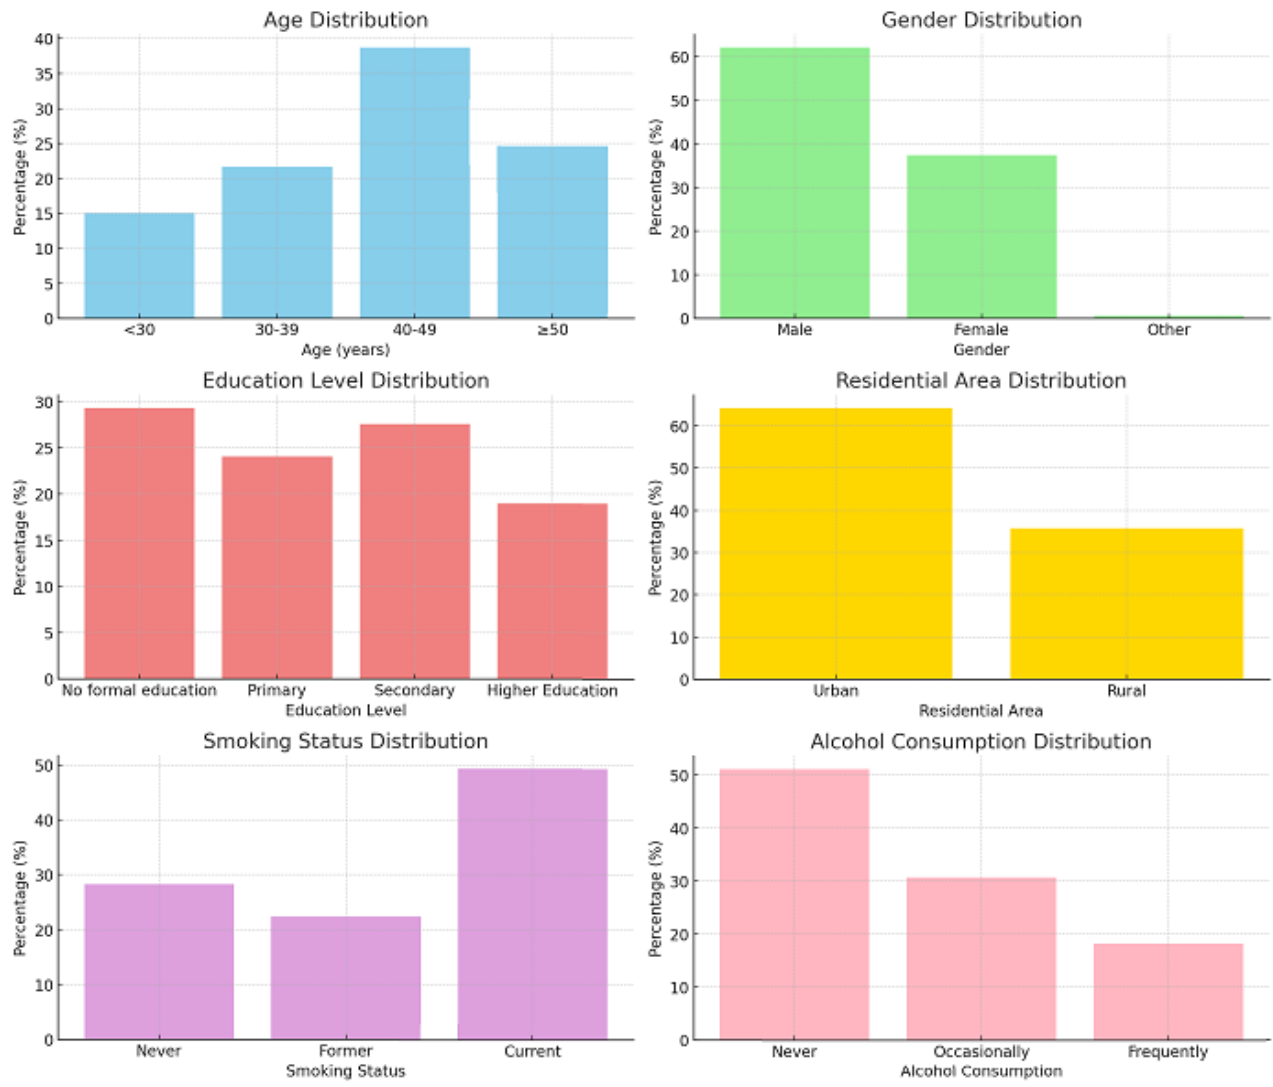 Age Distribution
Percentage (%)
40
35
30
25
20
15
10
5
0
<30 30-39 40-49 ≥50
Age (years)
Gender Distribution
Percentage (%)
60
50
40
30
20
10
0
Male Female Other
Gender
Education Level Distribution
Percentage (%)
30
25
20
15
10
5
0
No formal education Primary Secondary Higher Education
Education Level
Residential Area Distribution
Percentage (%)
60
50
40
30
20
10
0
Urban Rural
Residential Area
Smoking Status Distribution
Percentage (%)
50
40
30
20
10
0
Never Former Current
Smoking Status
Alcohol Consumption Distribution
Percentage (%)
50
40
30
20
10
0
Never Occasionally Frequently
Alcohol Consumption